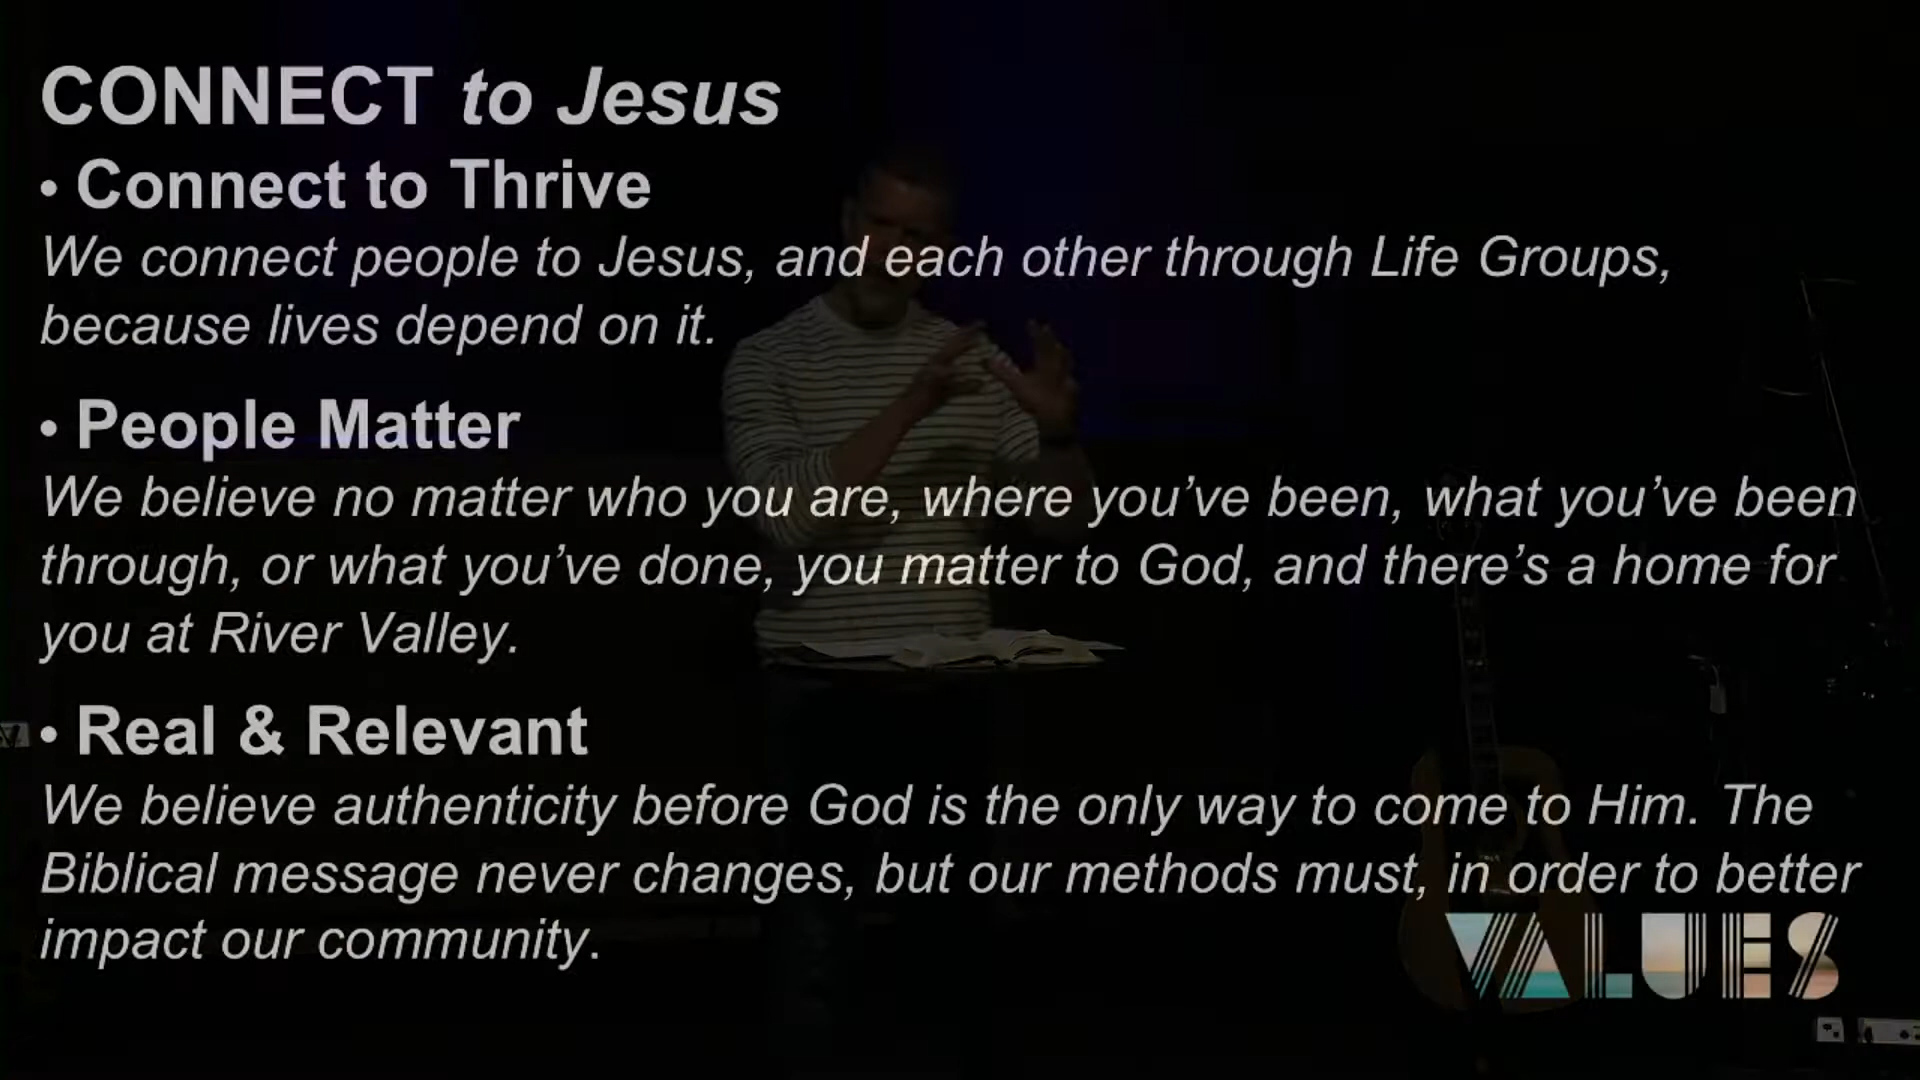 CONNECT to Jesus
• Connect to Thrive
We connect people to Jesus, and each other through Life Groups,
because lives depend on it.
• People Matter
We believe no matter who you are, where you’ve been, what you’ve been
through, or what you’ve done, you matter to God, and there’s a home for
you at River Valley.
• Real & Relevant
We believe authenticity before God is the only way to come to Him. The
Biblical message never changes, but our methods must, in order to better
impact our community.
VALUES